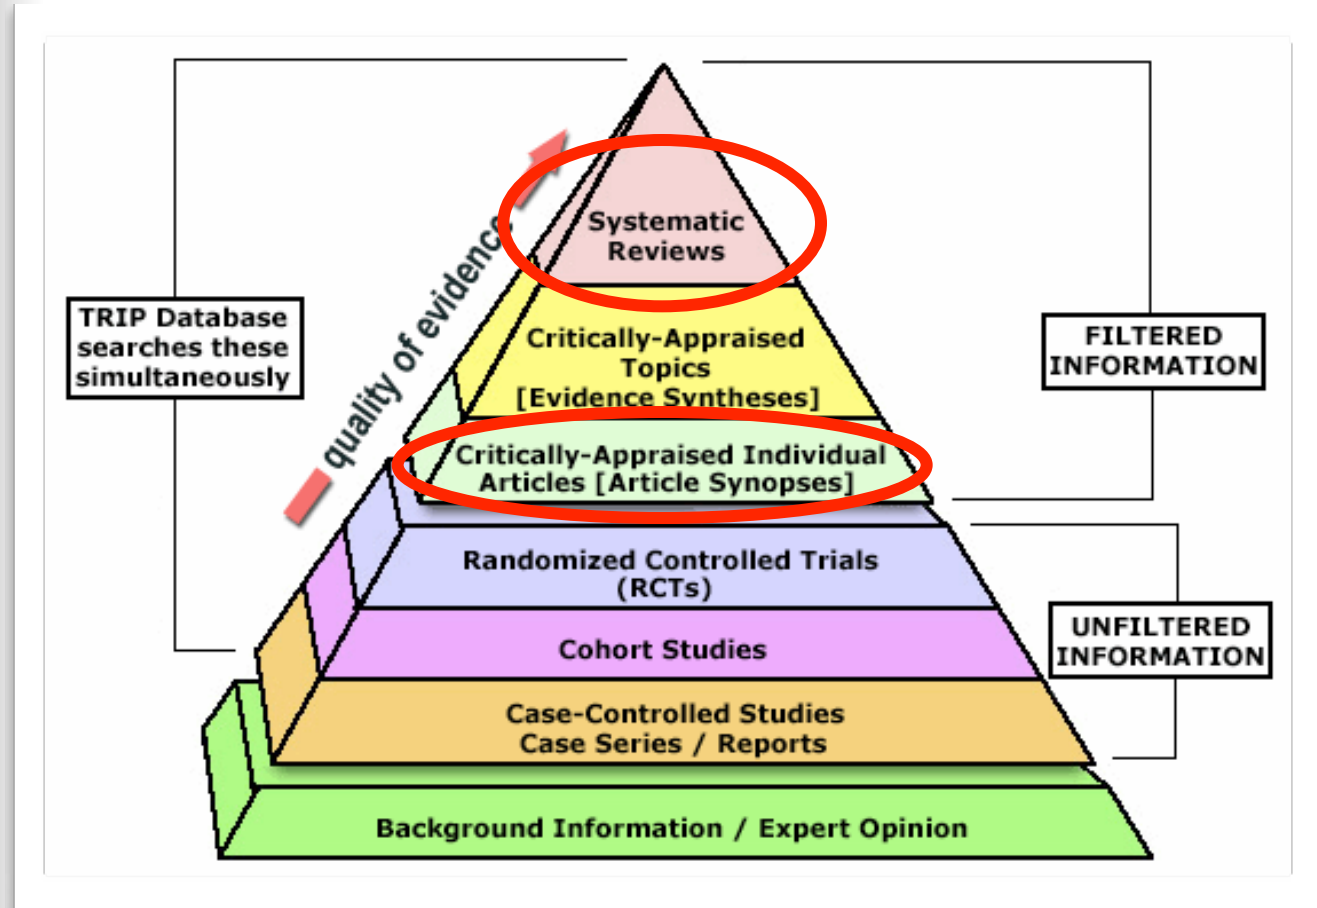 Systematic
Reviews
quality of evidence
TRIP Database
searches these
simultaneously
FILTERED
INFORMATION
Critically-Appraised
Topics
[Evidence Syntheses]
Critically-Appraised Individual
Articles [Article Synopses]
Randomized Controlled Trials
(RCTs)
UNFILTERED
INFORMATION
Cohort Studies
Case-Controlled Studies
Case Series / Reports
Background Information / Expert Opinion